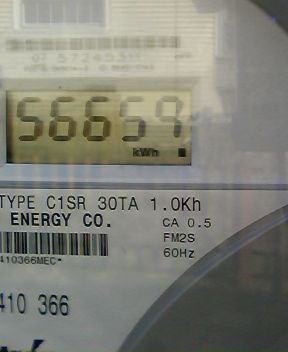 56659
kWh
TYPE C1SR 30TA 1.0Kh
ENERGY CO.
CA 0.5
FM2S
60Hz
410366MEC*
410 366